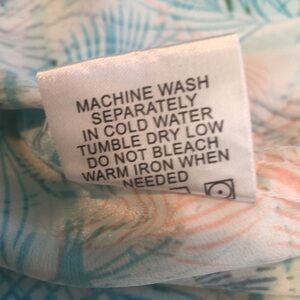 MACHINE WASH
SEPARATELY
IN COLD WATER
TUMBLE DRY LOW
DO NOT BLEACH
WARM IRON WHEN
NEEDED